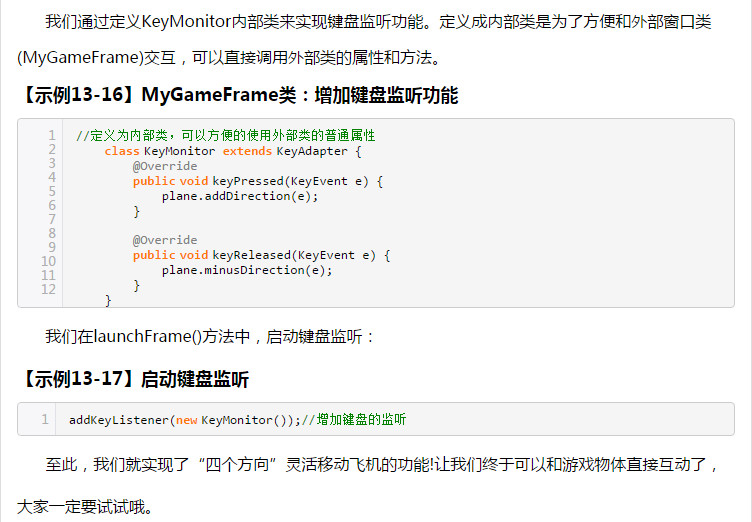 我们通过定义KeyMonitor内部类来实现键盘监听功能。定义成内部类是为了方便和外部窗口类
(MyGameFrame)交互，可以直接调用外部类的属性和方法。
【示例13-16】MyGameFrame类：增加键盘监听功能
1 //定义为内部类，可以方便的使用外部类的普通属性
2 class KeyMonitor extends KeyAdapter {
3 @Override
4 public void keyPressed(KeyEvent e) {
5 plane.addDirection(e);
6 }
7
8 @Override
9 public void keyReleased(KeyEvent e) {
10 plane.minusDirection(e);
11 }
12 }
我们在launchFrame()方法中，启动键盘监听：
【示例13-17】启动键盘监听
1 addKeyListener(new KeyMonitor());//增加键盘的监听
至此，我们就实现了“四个方向”灵活移动飞机的功能!让我们终于可以和游戏物体直接互动了，
大家一定要试试哦。